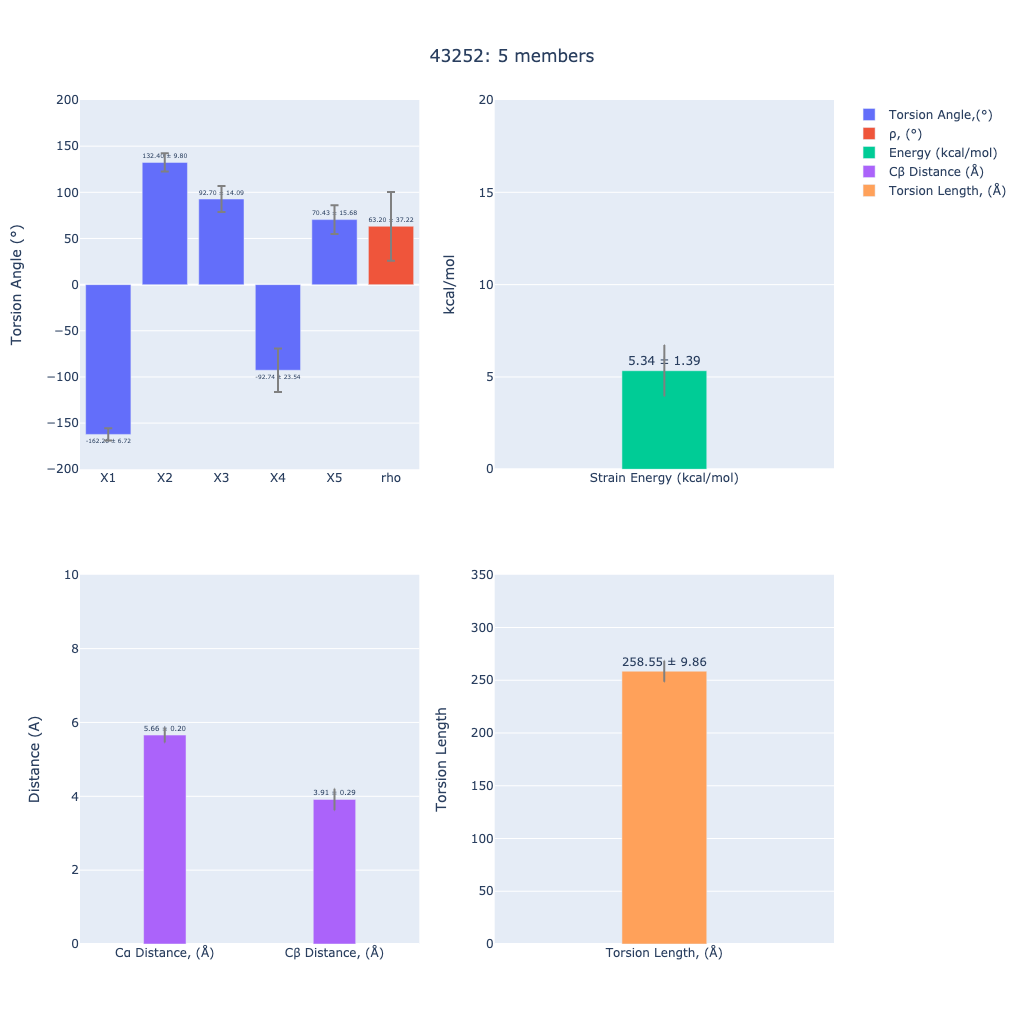 43252: 5 members
200
150
100
50
0
−50
−100
−150
−200
Torsion Angle (°)
132.40 ± 9.80
92.70 ± 14.09
70.43 ± 15.68
63.20 ± 37.22
-92.74 ± 23.54
± 6.72
X1 X2 X3 X4 X5 rho
20
15
10
5
0
kcal/mol
5.34 ± 1.39
Strain Energy (kcal/mol)
Torsion Angle,(°)
ρ, (°)
Energy (kcal/mol)
Cβ Distance (Å)
Torsion Length, (Å)
10
8
6
4
2
0
Distance (A)
5.66 ± 0.20
3.91 ± 0.29
Cα Distance, (Å) Cβ Distance, (Å)
350
300
250
200
150
100
50
0
Torsion Length
258.55 ± 9.86
Torsion Length, (Å)